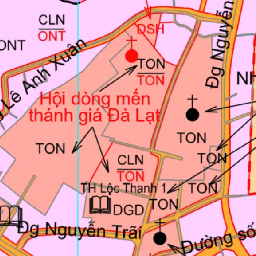 CLN
ONT
DSH
ONT
Lê Anh Xuân
Đg Nguyễn
TON
TON
NH
Hội dòng mến
thánh giá Đà Lạt
TON
TON
TON
CLN
TON
TON
TON
TH Lộc Thanh 1
DGD
TON
TON
Đg Nguyễn Trãi
Đường số